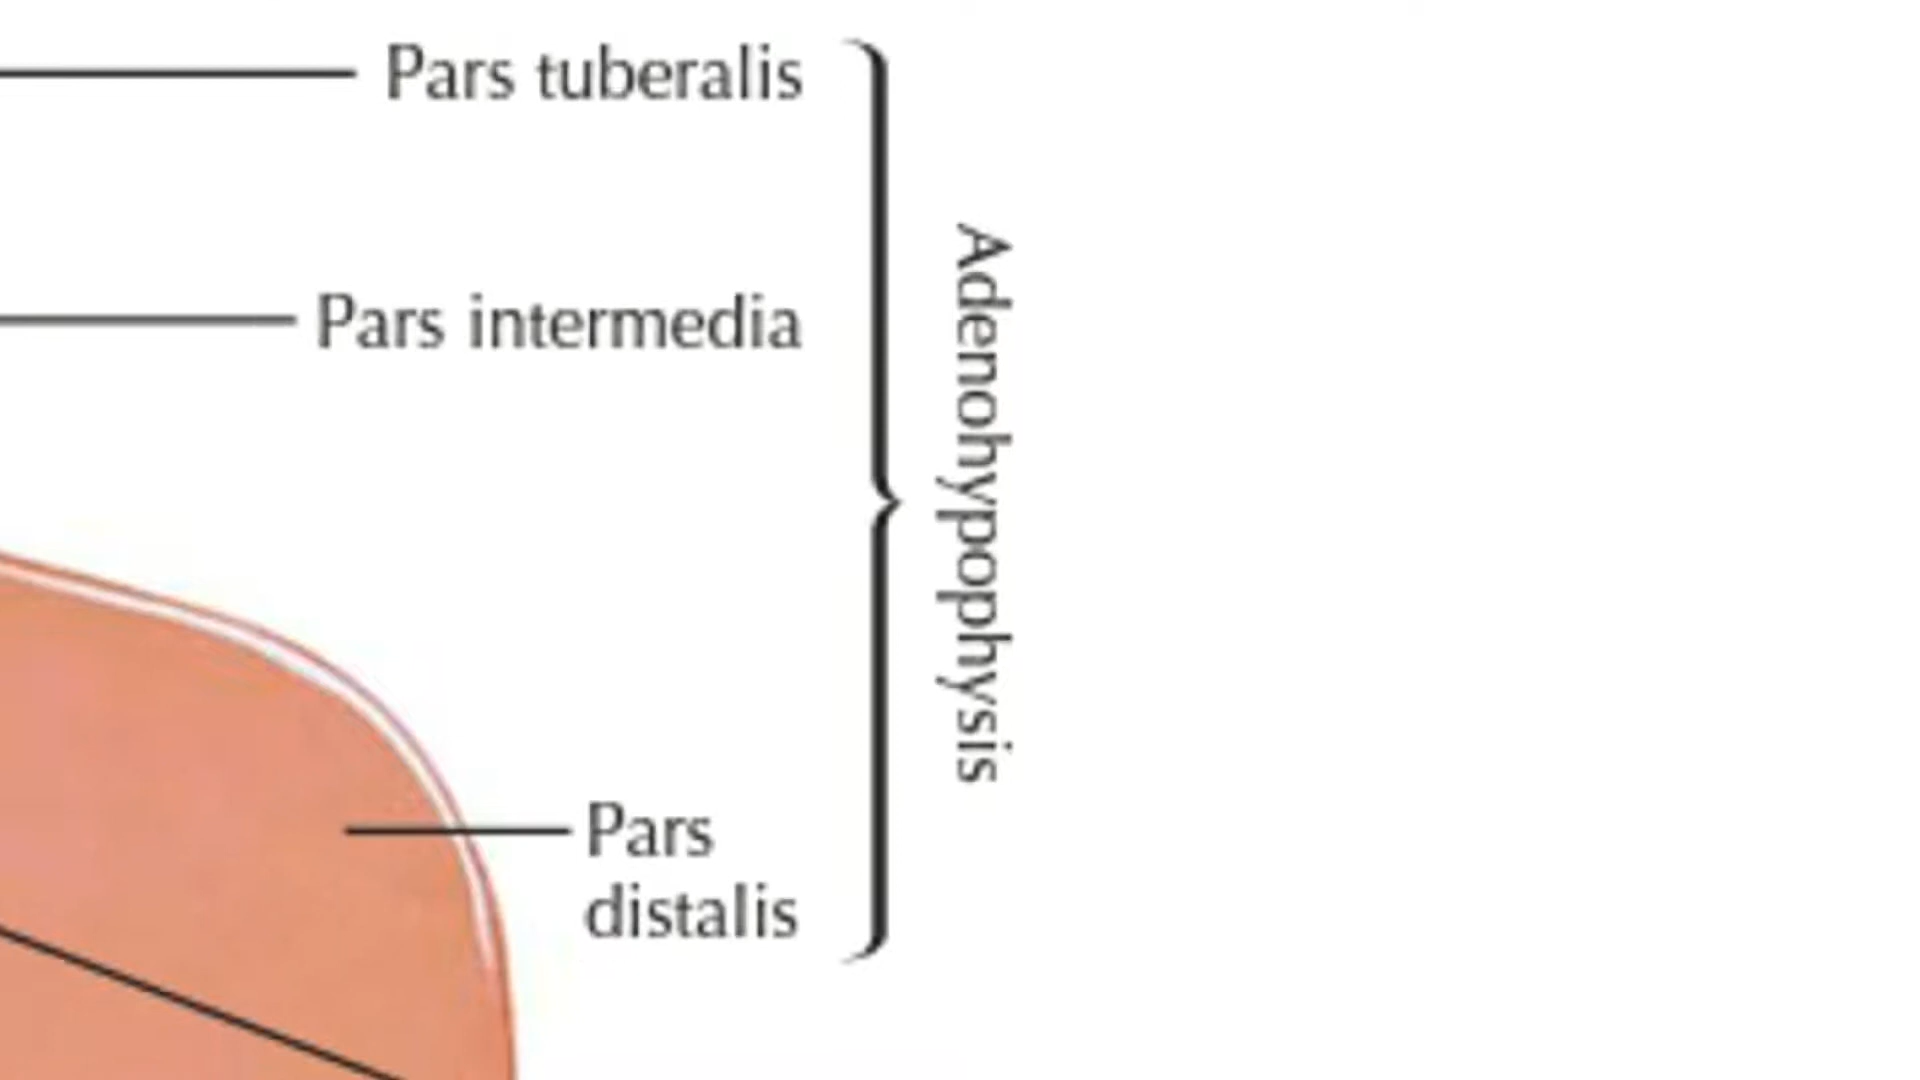 Pars tuberalis
Pars intermedia
Adenohypophysis
Pars
distalis